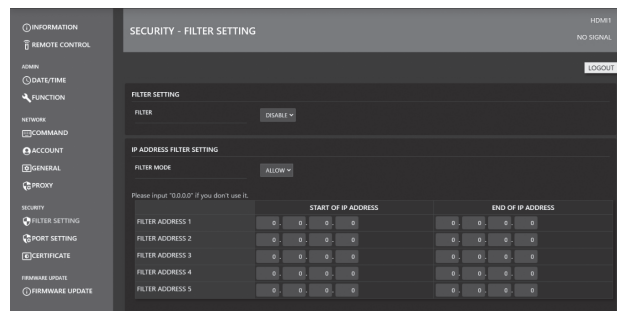 INFORMATION
REMOTE CONTROL
ADMIN
DATE/TIME
FUNCTION
NETWORK
COMMAND
ACCOUNT
GENERAL
PROXY
SECURITY
FILTER SETTING
PORT SETTING
CERTIFICATE
FIRMWARE UPDATE
FIRMWARE UPDATE
SECURITY - FILTER SETTING
HDMI1
NO SIGNAL
LOGOUT
FILTER SETTING
FILTER DISABLE
IP ADDRESS FILTER SETTING
FILTER MODE ALLOW
Please input "0.0.0.0" if you don't use it.
START OF IP ADDRESS END OF IP ADDRESS
FILTER ADDRESS 1 0 . 0 . 0 . 0 0 . 0 . 0 . 0
FILTER ADDRESS 2 0 . 0 . 0 . 0 0 . 0 . 0 . 0
FILTER ADDRESS 3 0 . 0 . 0 . 0 0 . 0 . 0 . 0
FILTER ADDRESS 4 0 . 0 . 0 . 0 0 . 0 . 0 . 0
FILTER ADDRESS 5 0 . 0 . 0 . 0 0 . 0 . 0 . 0